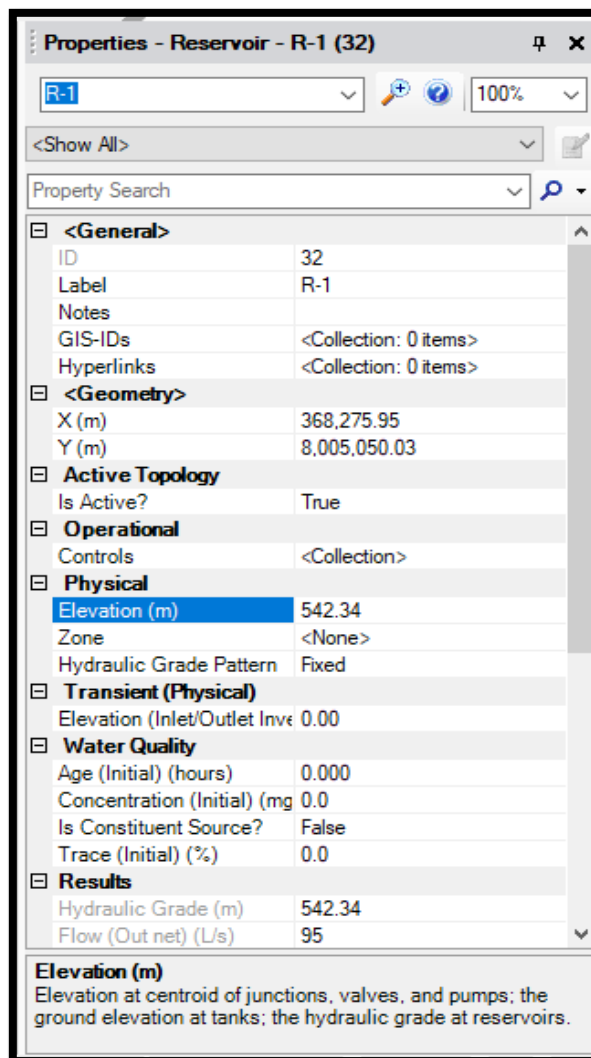 Properties - Reservoir - R-1 (32)
R-1 100%
<Show All>
Property Search
<General>
ID 32
Label R-1
Notes
GIS-IDs <Collection: 0 items>
Hyperlinks <Collection: 0 items>
<Geometry>
X (m) 368,275.95
Y (m) 8,005,050.03
Active Topology
Is Active? True
Operational
Controls <Collection>
Physical
Elevation (m) 542.34
Zone <None>
Hydraulic Grade Pattern Fixed
Transient (Physical)
Elevation (Inlet/Outlet Inve 0.00
Water Quality
Age (Initial) (hours) 0.000
Concentration (Initial) (mg 0.0
Is Constituent Source? False
Trace (Initial) (%) 0.0
Results
Hydraulic Grade (m) 542.34
Flow (Out net) (L/s) 95
Elevation (m)
Elevation at centroid of junctions, valves, and pumps; the
ground elevation at tanks; the hydraulic grade at reservoirs.